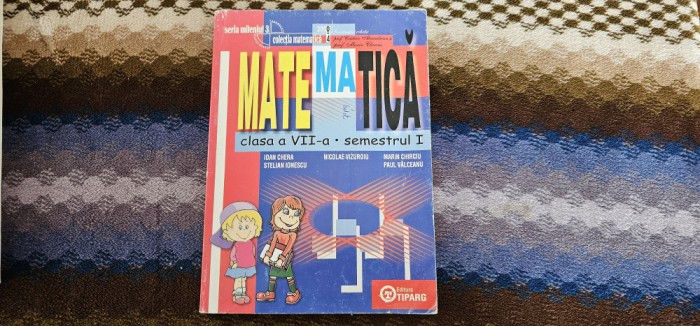 seria mileniul 3
colecția matematică
MATEMATICĂ
clasa a VII-a • semestrul I
IOAN CHERA NICOLAE VIZUROIU MARIN CHIRCIU
STELIAN IONESCU PAUL VÂLCEANU
Editura
TIPARG